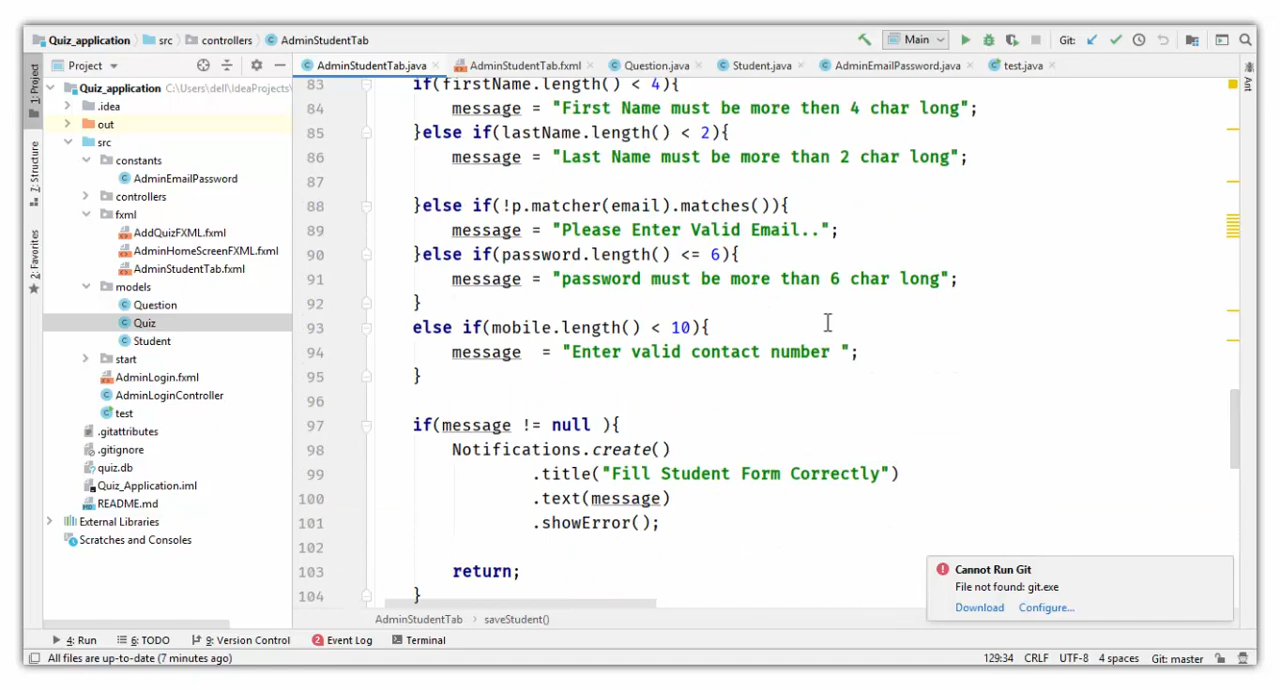 Quiz_application src controllers AdminStudentTab Main Git:
Project AdminStudentTab.java AdminStudentTab.fxml Question.java Student.java AdminEmailPassword.java test.java
1: Project
7: Structure
2: Favorites
Ant
Quiz_application C:\Users\dell\IdeaProjects\
.idea
out
src
constants
AdminEmailPassword
controllers
fxml
AddQuizFXML.fxml
AdminHomeScreenFXML.fxml
AdminStudentTab.fxml
models
Question
Quiz
Student
start
AdminLogin.fxml
AdminLoginController
test
.gitattributes
.gitignore
quiz.db
Quiz_Application.iml
README.md
External Libraries
Scratches and Consoles
83 if(firstName.length() < 4){
84 message = "First Name must be more then 4 char long";
85 }else if(lastName.length() < 2){
86 message = "Last Name must be more than 2 char long";
87
88 }else if(!p.matcher(email).matches()){
89 message = "Please Enter Valid Email..";
90 }else if(password.length() <= 6){
91 message = "password must be more than 6 char long";
92 }
93 else if(mobile.length() < 10){
94 message  = "Enter valid contact number ";
95 }
96
97 if(message != null ){
98 Notifications.create()
99 .title("Fill Student Form Correctly")
100 .text(message)
101 .showError();
102
103 return;
104 }
Cannot Run Git
File not found: git.exe
Download Configure...
AdminStudentTab › saveStudent()
4: Run 6: TODO 9: Version Control 2 Event Log Terminal
All files are up-to-date (7 minutes ago) 129:34 CRLF UTF-8 4 spaces Git: master